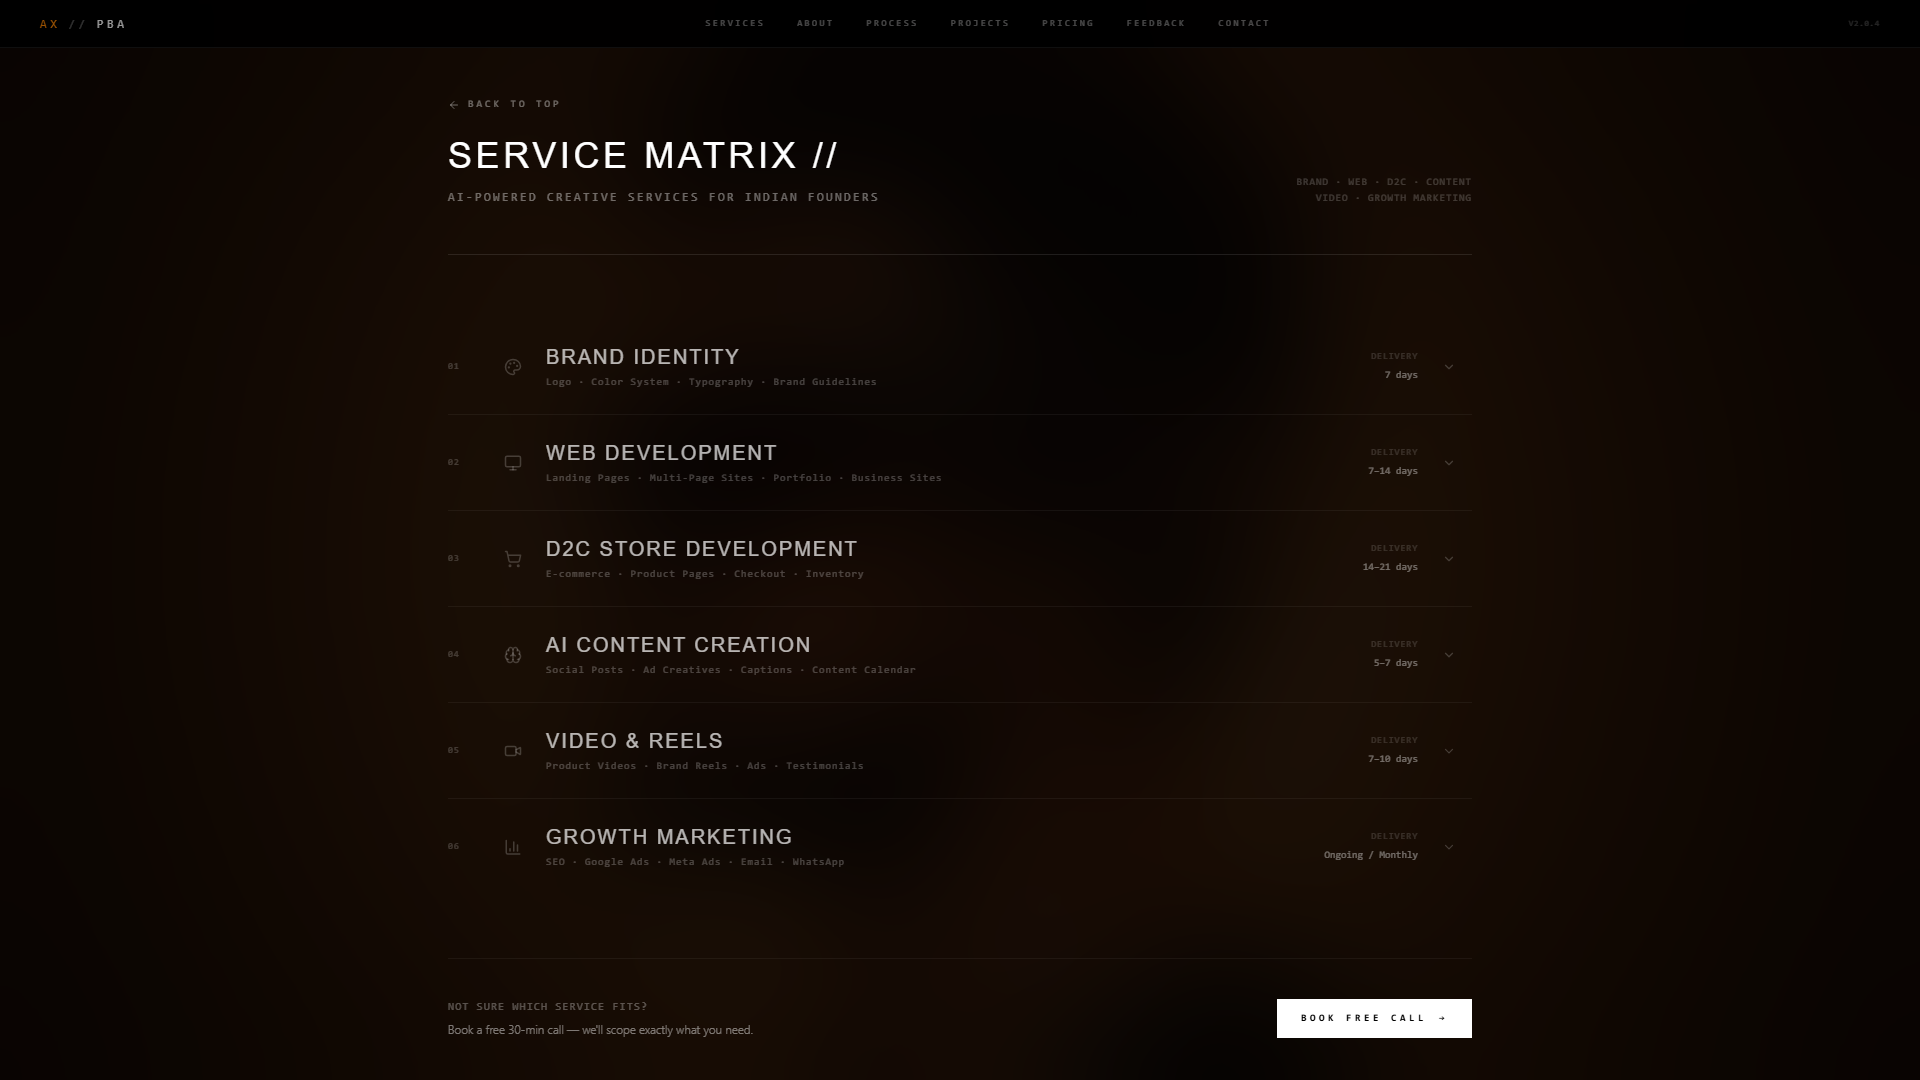 AX // PBA
SERVICES ABOUT PROCESS PROJECTS PRICING FEEDBACK CONTACT
V2.0.4
← BACK TO TOP
SERVICE MATRIX //
AI-POWERED CREATIVE SERVICES FOR INDIAN FOUNDERS
BRAND · WEB · D2C · CONTENT
VIDEO · GROWTH MARKETING
01
BRAND IDENTITY
Logo · Color System · Typography · Brand Guidelines
DELIVERY
7 days
02
WEB DEVELOPMENT
Landing Pages · Multi-Page Sites · Portfolio · Business Sites
DELIVERY
7–14 days
03
D2C STORE DEVELOPMENT
E-commerce · Product Pages · Checkout · Inventory
DELIVERY
14–21 days
04
AI CONTENT CREATION
Social Posts · Ad Creatives · Captions · Content Calendar
DELIVERY
5–7 days
05
VIDEO & REELS
Product Videos · Brand Reels · Ads · Testimonials
DELIVERY
7–10 days
06
GROWTH MARKETING
SEO · Google Ads · Meta Ads · Email · WhatsApp
DELIVERY
Ongoing / Monthly
NOT SURE WHICH SERVICE FITS?
Book a free 30-min call — we'll scope exactly what you need.
BOOK FREE CALL →